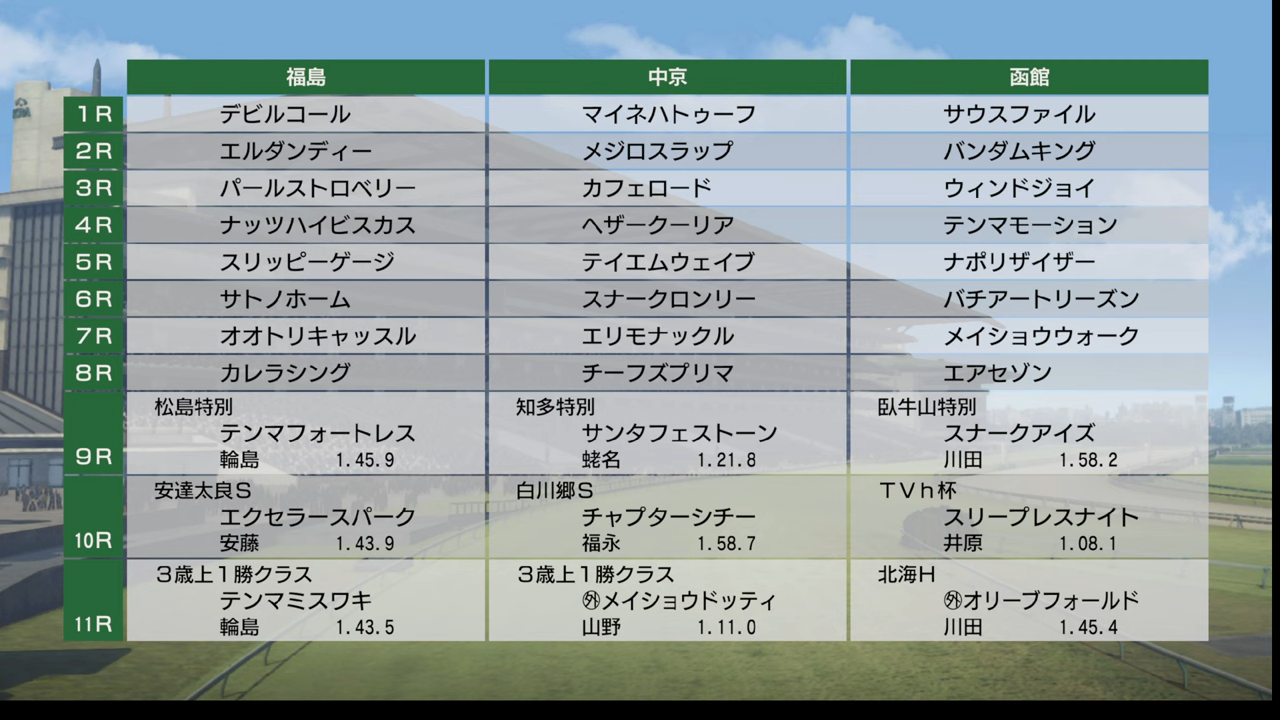 福島 中京 函館
1R デビルコール マイネハトゥーフ サウスファイル
2R エルダンディー メジロスラップ バンダムキング
3R パールストロベリー カフェロード ウィンドジョイ
4R ナッツハイビスカス ヘザークーリア テンマモーション
5R スリッピーゲージ テイエムウェイブ ナポリザイザー
6R サトノホーム スナークロンリー バチアートリーズン
7R オオトリキャッスル エリモナックル メイショウウォーク
8R カレラシング チーフズプリマ エアセゾン
松島特別 知多特別 臥牛山特別
テンマフォートレス サンタフェストーン スナークアイズ
9R 輪島 1.45.9 蛯名 1.21.8 川田 1.58.2
安達太良S 白川郷S TVh杯
エクセラースパーク チャプターシチー スリープレスナイト
10R 安藤 1.43.9 福永 1.58.7 井原 1.08.1
3歳上1勝クラス 3歳上1勝クラス 北海H
テンマミスワキ ㊕メイショウドッティ ㊕オリーブフォールド
11R 輪島 1.43.5 山野 1.11.0 川田 1.45.4